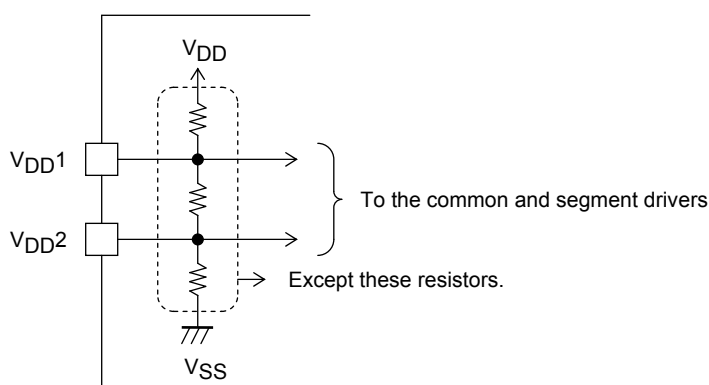 VDD
VDD1
To the common and segment drivers
VDD2
Except these resistors.
VSS